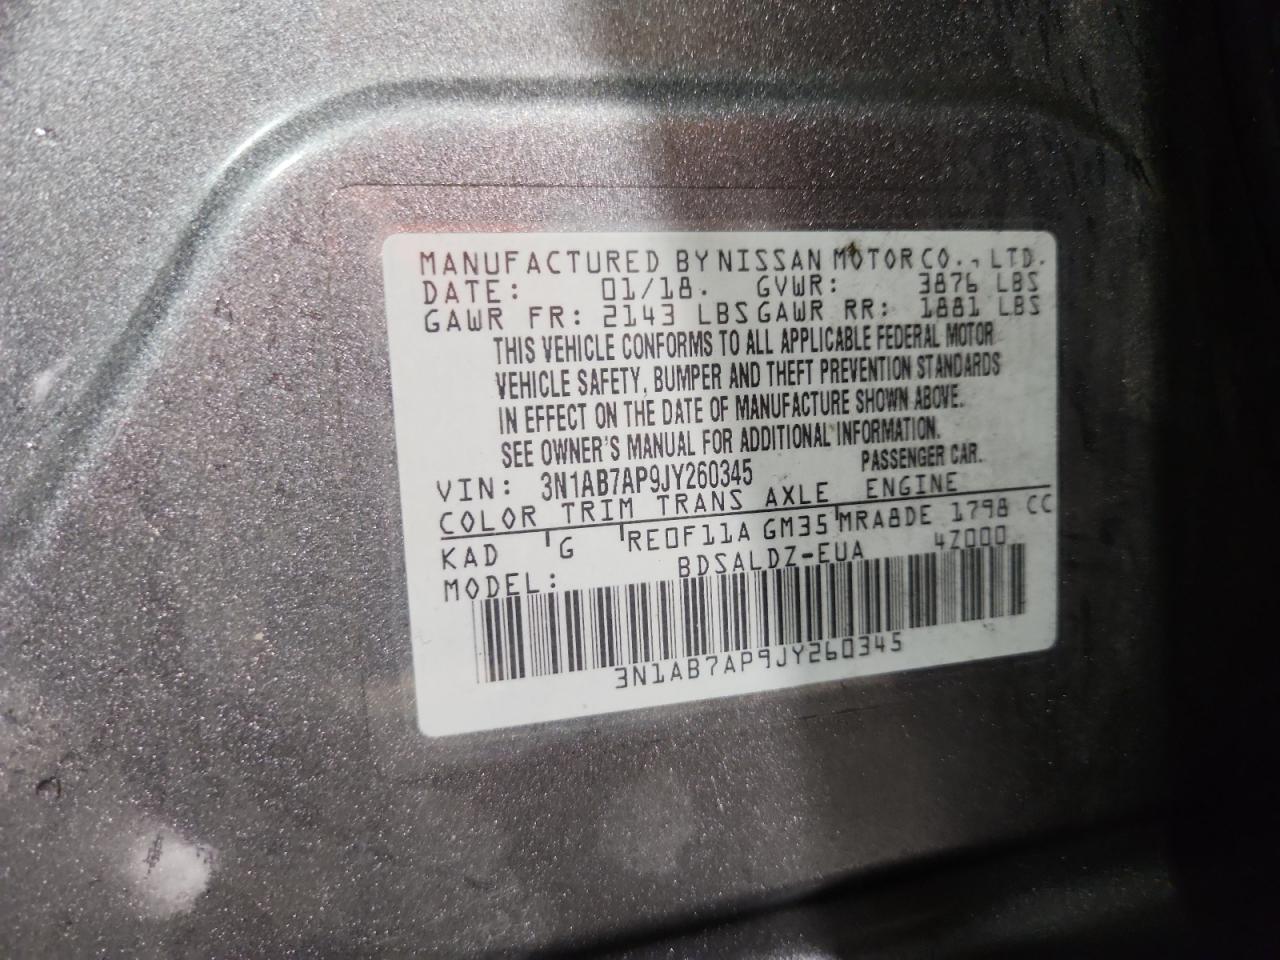 MANUFACTURED BY NISSAN MOTOR CO., LTD.
DATE: 01/18. GVWR: 3876 LBS
GAWR FR: 2143 LBS GAWR RR: 1881 LBS
THIS VEHICLE CONFORMS TO ALL APPLICABLE FEDERAL MOTOR
VEHICLE SAFETY, BUMPER AND THEFT PREVENTION STANDARDS
IN EFFECT ON THE DATE OF MANUFACTURE SHOWN ABOVE.
SEE OWNER'S MANUAL FOR ADDITIONAL INFORMATION.
VIN: 3N1AB7AP9JY260345 PASSENGER CAR.
COLOR TRIM TRANS AXLE ENGINE
KAD G RE0F11A GM35 MRA8DE 1798 CC
MODEL: BDSALDZ-EUA 4Z000
3N1AB7AP9JY260345